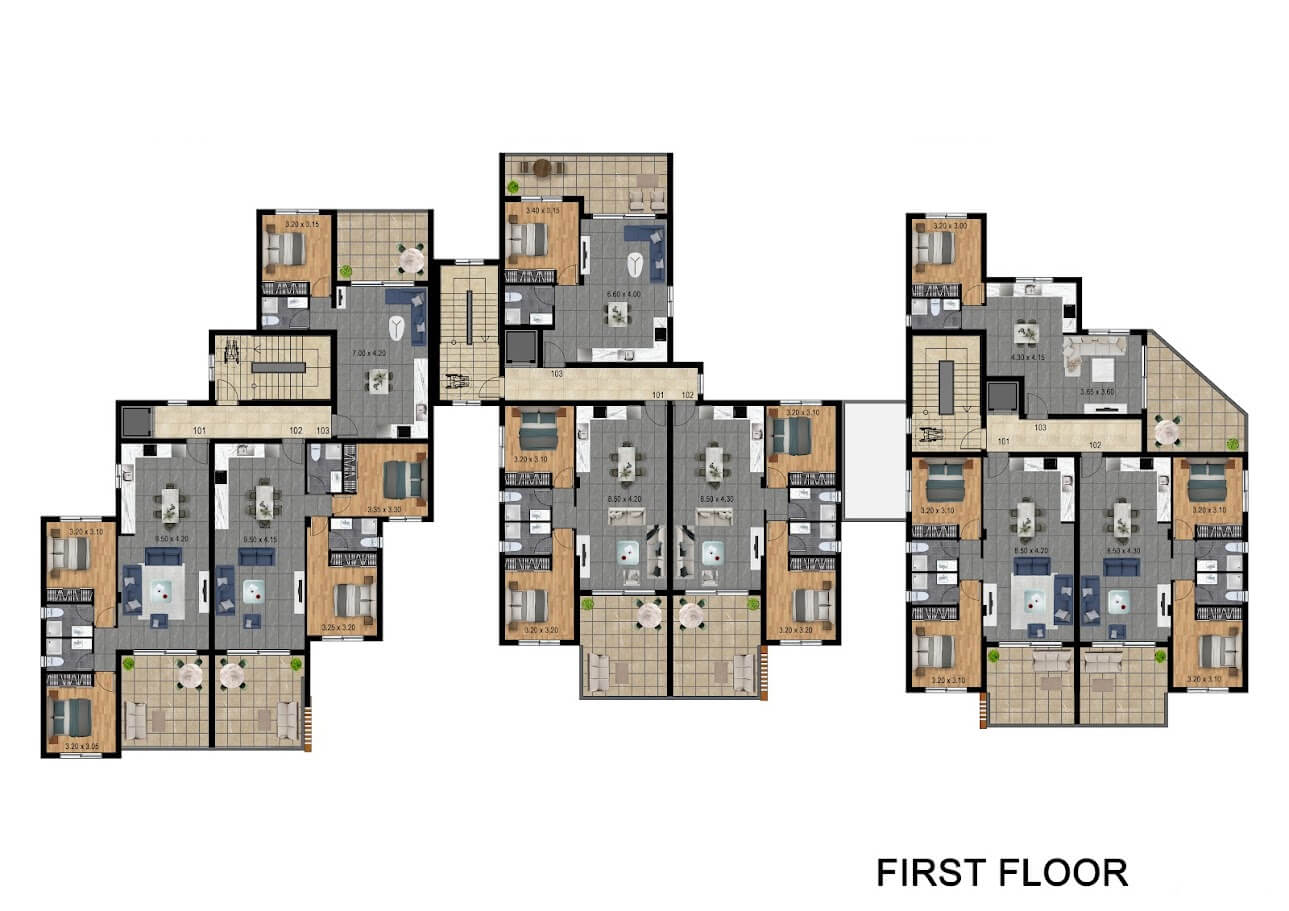 3.20 x 3.15
7.00 x 4.20
101
102
103
3.20 x 3.10
8.50 x 4.20
9.50 x 4.15
3.35 x 3.30
3.25 x 3.20
3.20 x 3.05
3.40 x 3.15
6.60 x 4.00
103
101
102
3.20 x 3.10
3.20 x 3.10
8.50 x 4.20
8.50 x 4.30
3.20 x 3.20
3.20 x 3.20
3.20 x 3.00
4.30 x 4.15
3.65 x 3.60
103
101
102
3.20 x 3.10
3.20 x 3.10
8.50 x 4.20
8.50 x 4.30
3.20 x 3.10
3.20 x 3.10
FIRST FLOOR